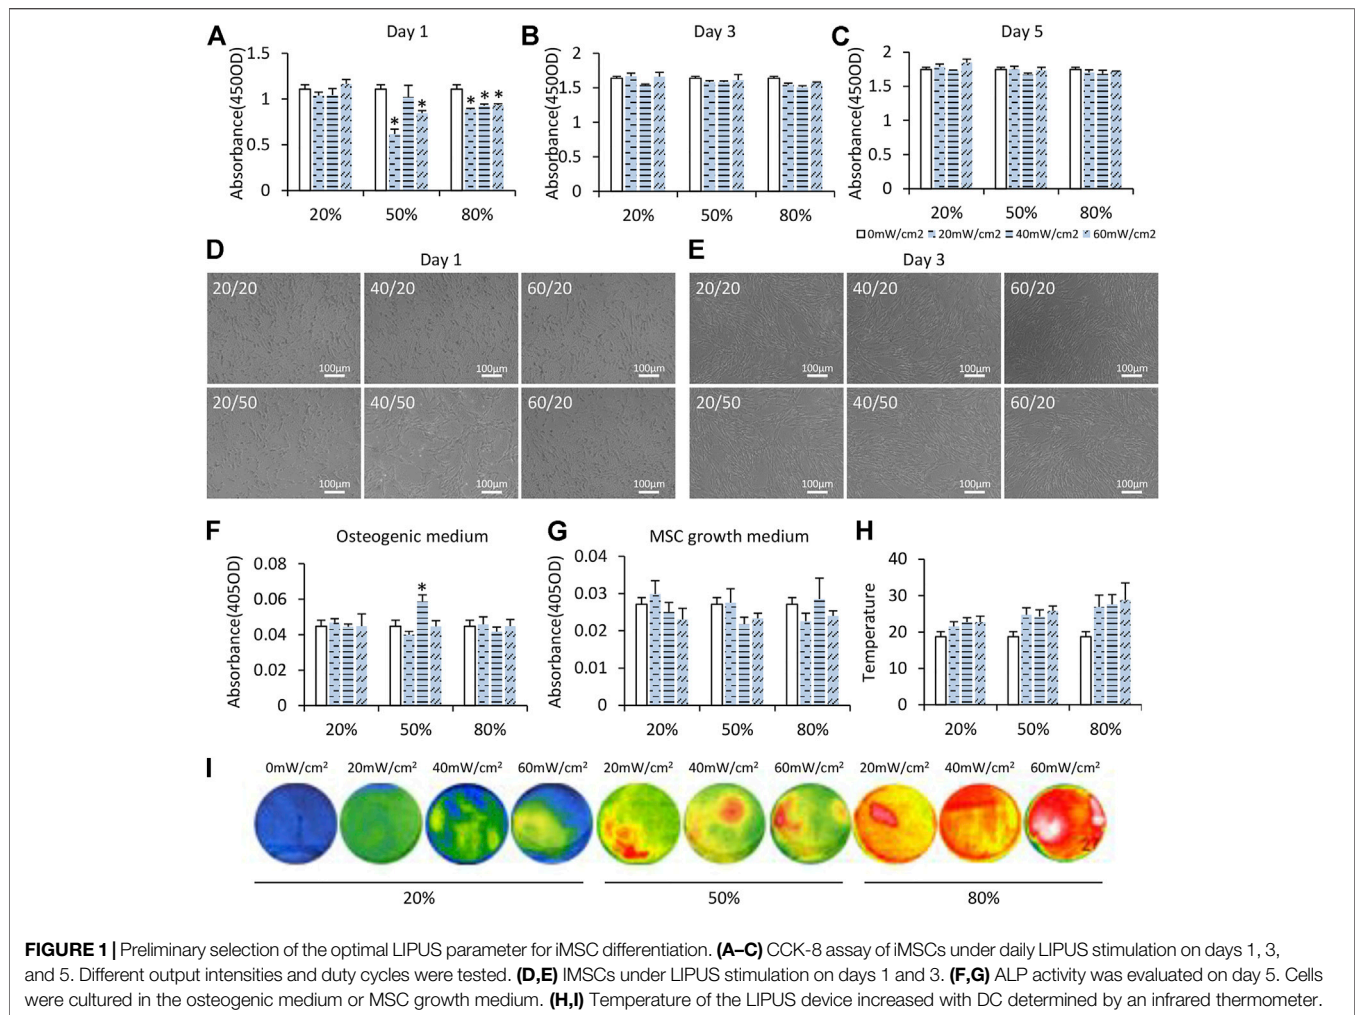 A Day 1
B Day 3
C Day 5
Absorbance(450OD)
1.5
1
0.5
0
* * * * *
20% 50% 80%
Absorbance(450OD)
2
1.5
1
0.5
0
20% 50% 80%
Absorbance(450OD)
2
1.5
1
0.5
0
20% 50% 80%
0mW/cm2 20mW/cm2 40mW/cm2 60mW/cm2
D Day 1
20/20 40/20 60/20
100μm 100μm 100μm
20/50 40/50 60/20
100μm 100μm 100μm
E Day 3
20/20 40/20 60/20
100μm 100μm 100μm
20/50 40/50 60/20
100μm 100μm 100μm
F Osteogenic medium
Absorbance(405OD)
0.08
0.06
0.04
0.02
0
*
20% 50% 80%
G MSC growth medium
Absorbance(405OD)
0.04
0.03
0.02
0.01
0
20% 50% 80%
H
Temperature
40
30
20
10
0
20% 50% 80%
I
0mW/cm² 20mW/cm² 40mW/cm² 60mW/cm² 20mW/cm² 40mW/cm² 60mW/cm² 20mW/cm² 40mW/cm² 60mW/cm²
20% 50% 80%
FIGURE 1 | Preliminary selection of the optimal LIPUS parameter for iMSC differentiation. (A–C) CCK-8 assay of iMSCs under daily LIPUS stimulation on days 1, 3,
and 5. Different output intensities and duty cycles were tested. (D,E) IMSCs under LIPUS stimulation on days 1 and 3. (F,G) ALP activity was evaluated on day 5. Cells
were cultured in the osteogenic medium or MSC growth medium. (H,I) Temperature of the LIPUS device increased with DC determined by an infrared thermometer.